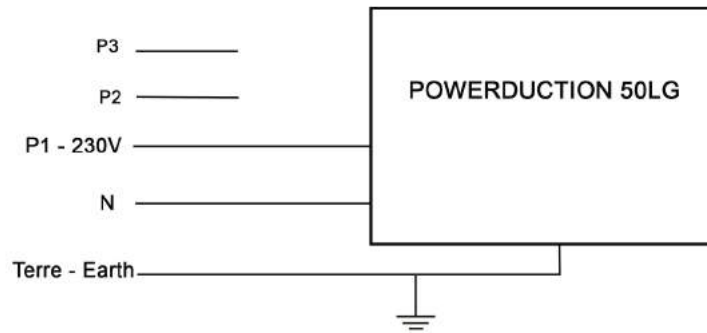 P3
P2
P1 - 230V
N
Terre - Earth
POWERDUCTION 50LG